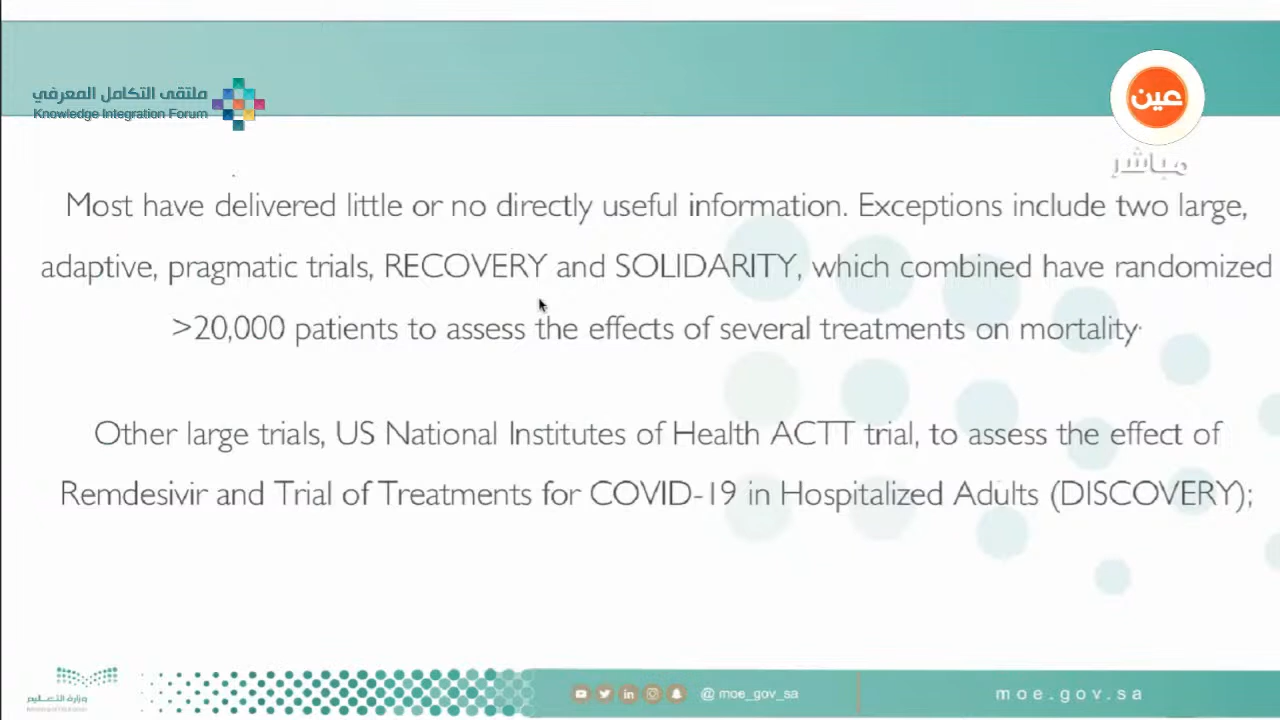 ملتقى التكامل المعرفي
Knowledge Integration Forum
عين
مباشر
Most have delivered little or no directly useful information. Exceptions include two large,
adaptive, pragmatic trials, RECOVERY and SOLIDARITY, which combined have randomized
>20,000 patients to assess the effects of several treatments on mortality.
Other large trials, US National Institutes of Health ACTT trial, to assess the effect of
Remdesivir and Trial of Treatments for COVID-19 in Hospitalized Adults (DISCOVERY);
وزارة التعليم
@ moe_gov_sa
moe.gov.sa